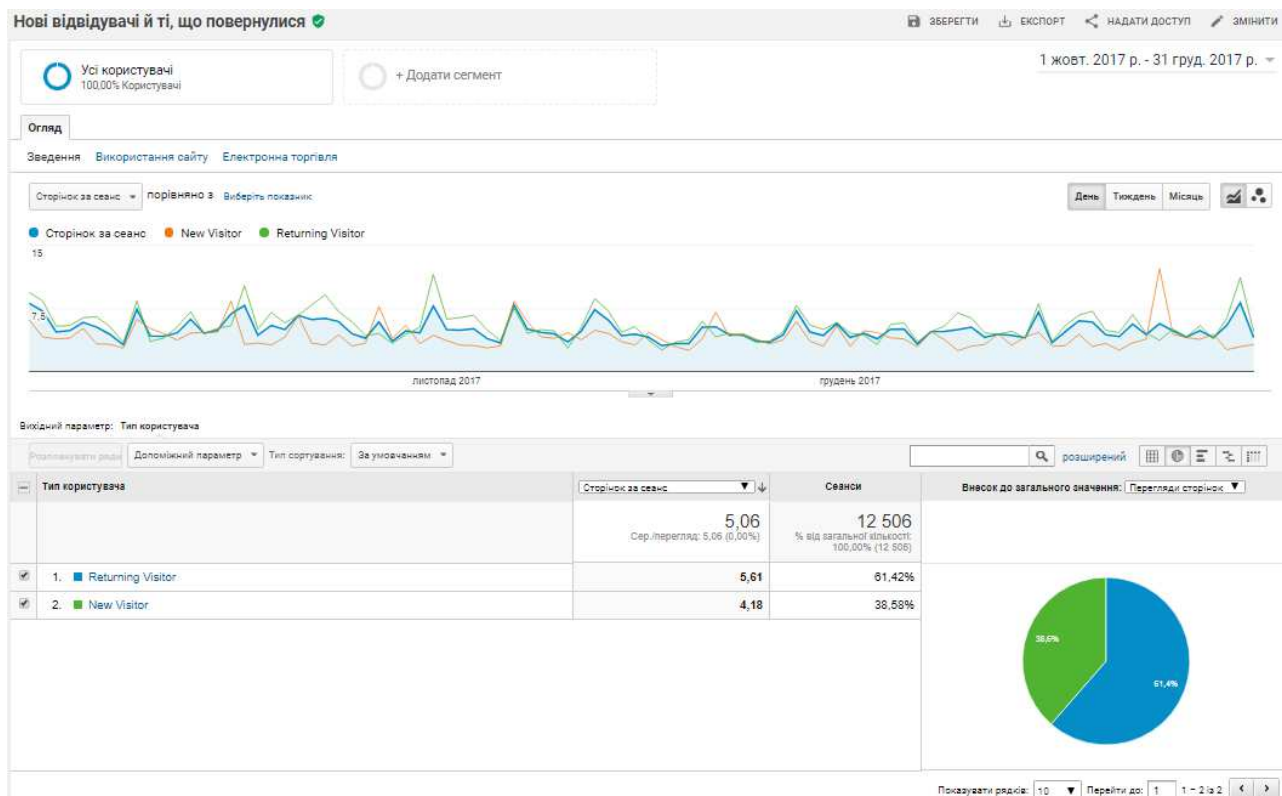 Нові відвідувачі й ті, що повернулися
ЗБЕРЕГТИ ЕКСПОРТ НАДАТИ ДОСТУП ЗМІНИТИ
1 жовт. 2017 р. - 31 груд. 2017 р.
Усі користувачі
100,00% Користувачі
+ Додати сегмент
Огляд
Зведення Використання сайту Електронна торгівля
Сторінок за сеанс порівняно з Виберіть показник
День Тиждень Місяць
Сторінок за сеанс New Visitor Returning Visitor
15
7,5
листопад 2017 грудень 2017
Вихідний параметр: Тип користувача
Допоміжний параметр Тип сортування: За умовчанням розширений
Тип користувача Сторінок за сеанс Сеанси Внесок до загального значення: Перегляди сторінок
5,06 12 506
Сер./перегляд: 5,06 (0,00%) % від загальної кількості:
100,00% (12 506)
1. Returning Visitor 5,61 61,42%
2. New Visitor 4,18 38,58%
38,6%
61,4%
Показувати рядків: 10 Перейти до: 1 1 – 2 із 2